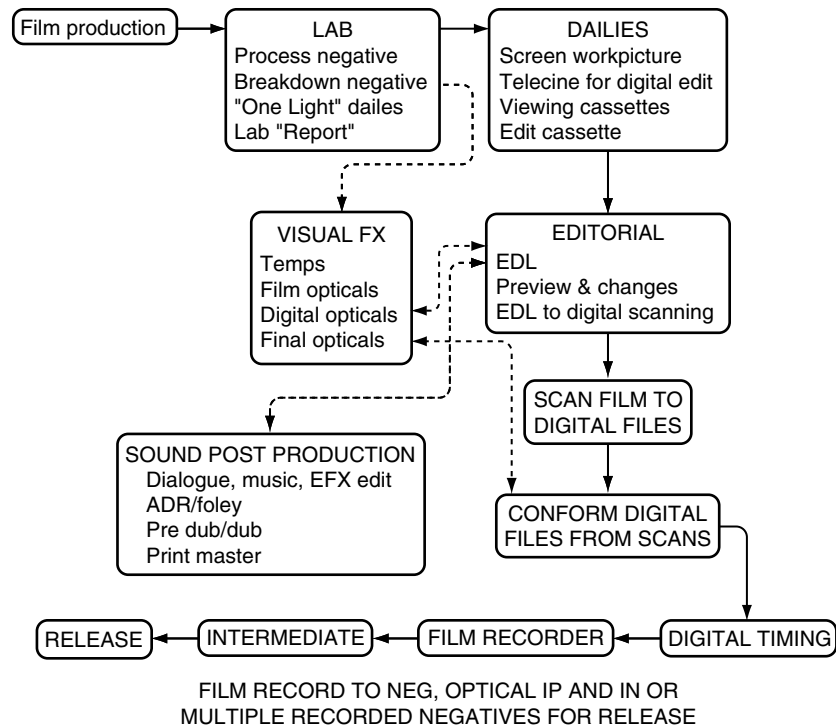 Film production
LAB
Process negative
Breakdown negative
"One Light" dailes
Lab "Report"
DAILIES
Screen workpicture
Telecine for digital edit
Viewing cassettes
Edit cassette
VISUAL FX
Temps
Film opticals
Digital opticals
Final opticals
EDITORIAL
EDL
Preview & changes
EDL to digital scanning
SCAN FILM TO
DIGITAL FILES
SOUND POST PRODUCTION
Dialogue, music, EFX edit
ADR/foley
Pre dub/dub
Print master
CONFORM DIGITAL
FILES FROM SCANS
RELEASE
INTERMEDIATE
FILM RECORDER
DIGITAL TIMING
FILM RECORD TO NEG, OPTICAL IP AND IN OR
MULTIPLE RECORDED NEGATIVES FOR RELEASE